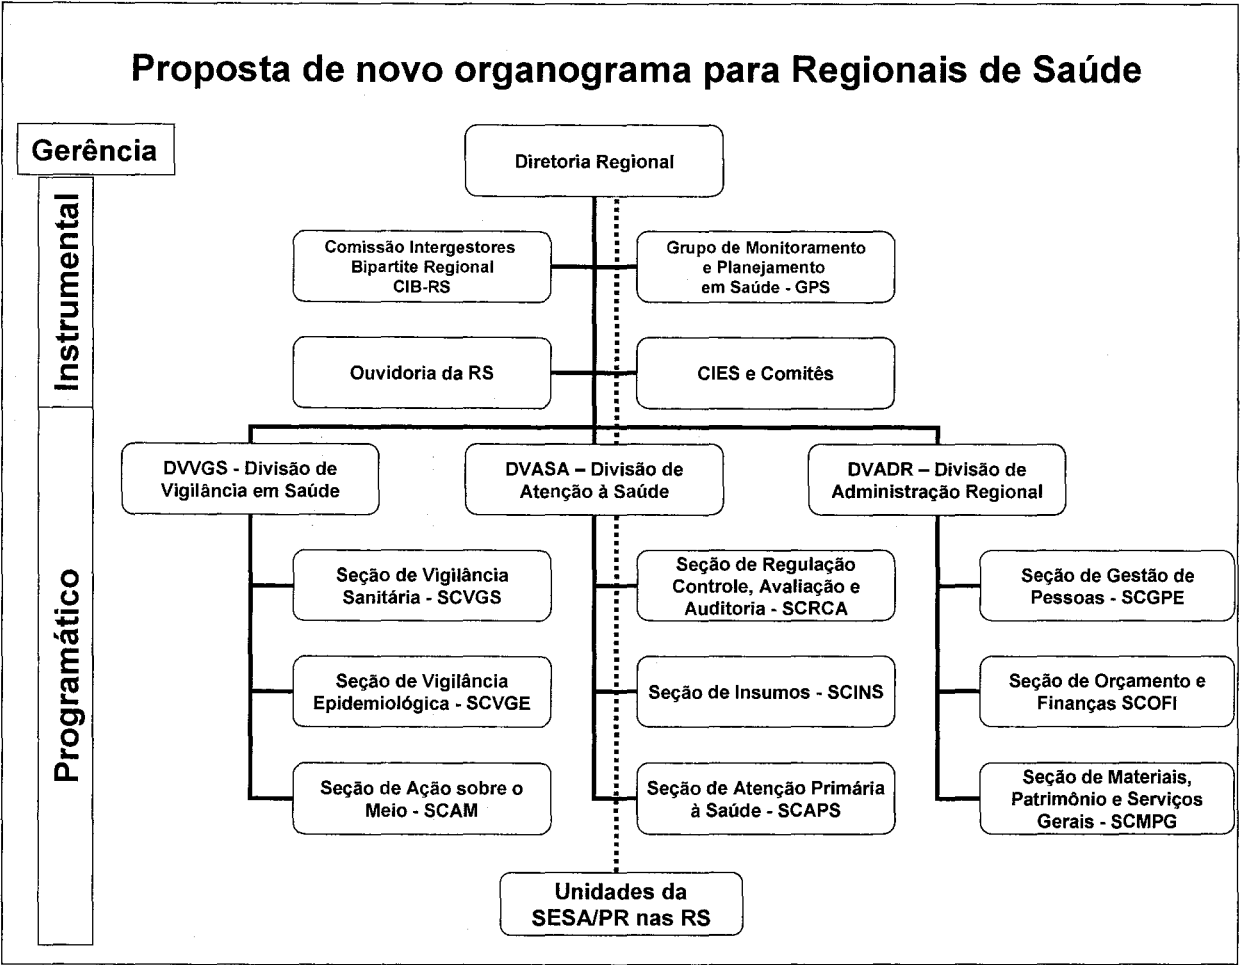 Proposta de novo organograma para Regionais de Saúde
Gerência
Diretoria Regional
Instrumental
Comissão Intergestores
Bipartite Regional
CIB-RS
Grupo de Monitoramento
e Planejamento
em Saúde - GPS
Ouvidoria da RS
CIES e Comitês
Programático
DVVGS - Divisão de
Vigilância em Saúde
DVASA – Divisão de
Atenção à Saúde
DVADR – Divisão de
Administração Regional
Seção de Vigilância
Sanitária - SCVGS
Seção de Regulação
Controle, Avaliação e
Auditoria - SCRCA
Seção de Gestão de
Pessoas - SCGPE
Seção de Vigilância
Epidemiológica - SCVGE
Seção de Insumos - SCINS
Seção de Orçamento e
Finanças SCOFI
Seção de Ação sobre o
Meio - SCAM
Seção de Atenção Primária
à Saúde - SCAPS
Seção de Materiais,
Patrimônio e Serviços
Gerais - SCMPG
Unidades da
SESA/PR nas RS